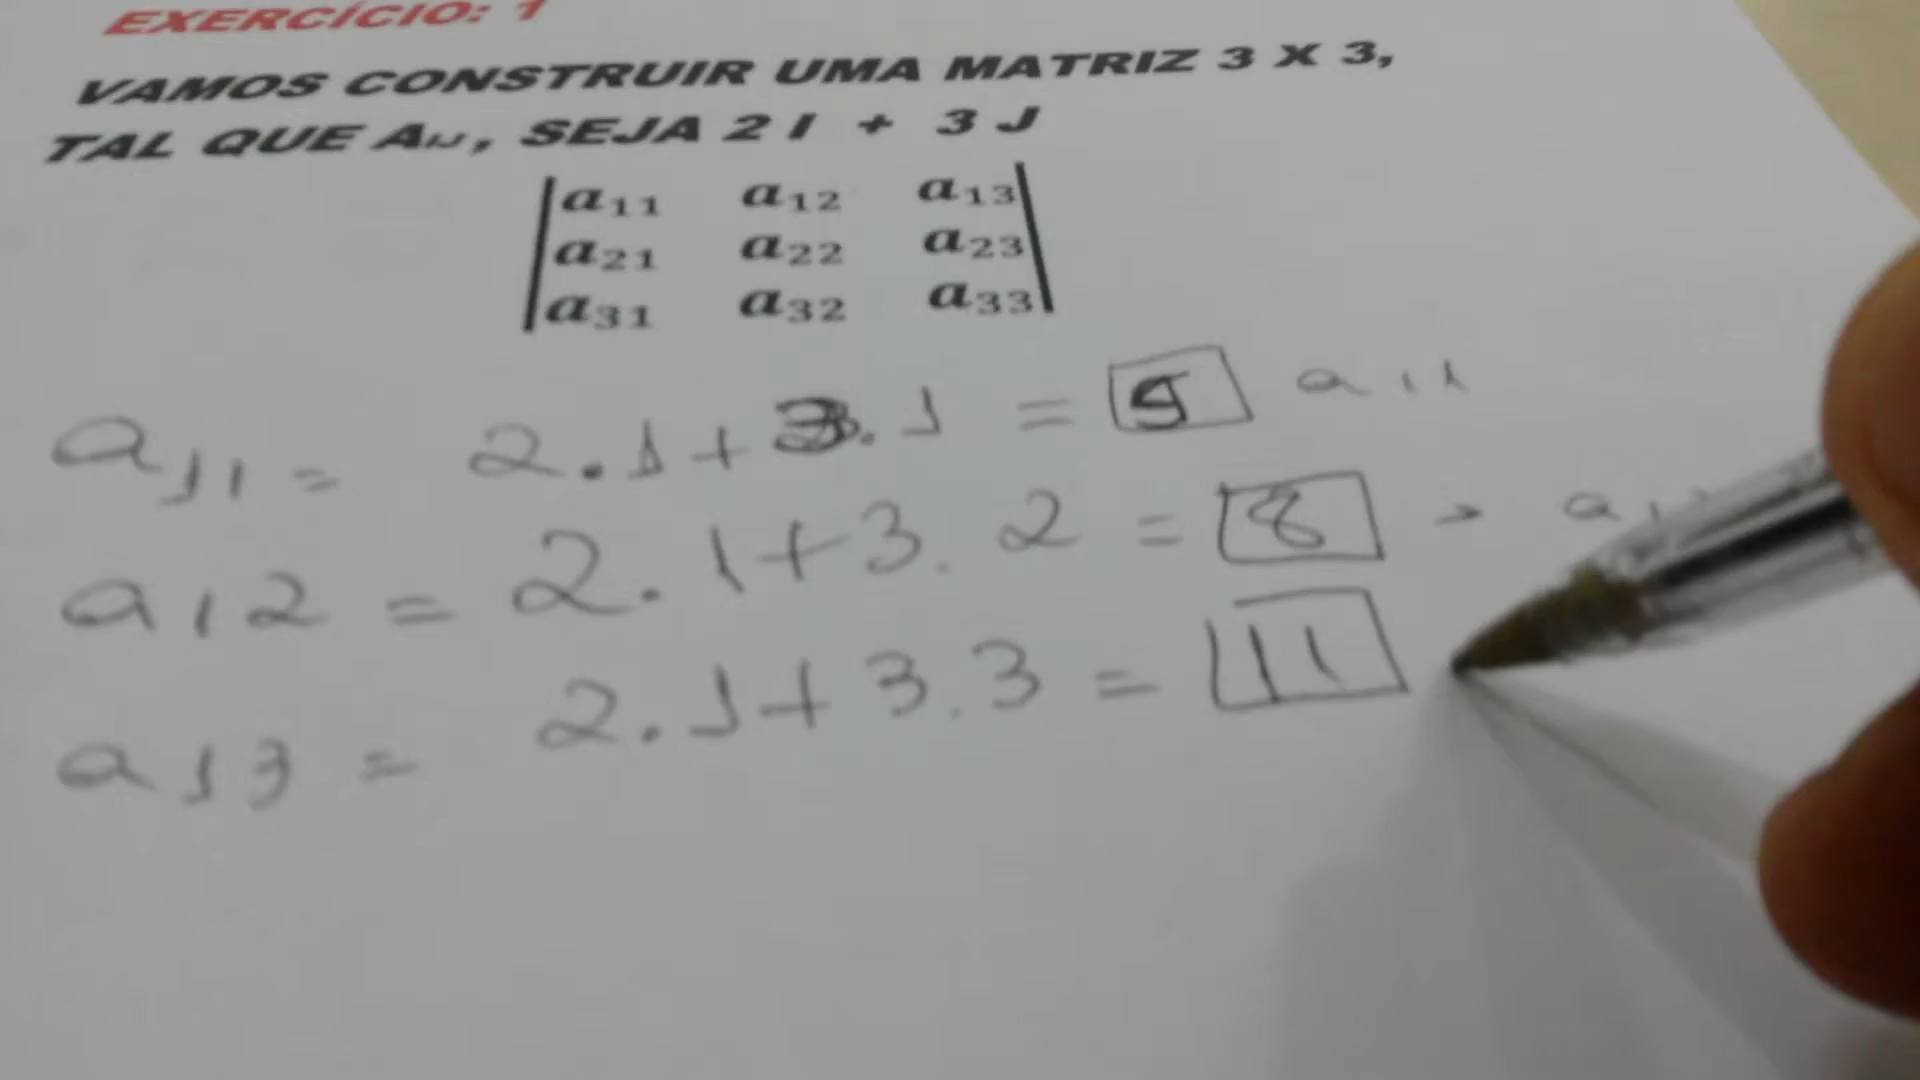 EXERCÍCIO: 1
VAMOS CONSTRUIR UMA MATRIZ 3 X 3,
TAL QUE AIJ, SEJA 2 I + 3 J
a11 a12 a13
a21 a22 a23
a31 a32 a33
a11 = 2.1+3.1 = 5 a11
a12 = 2.1+3.2 = 8 → a1
a13 = 2.1+3.3 = 11